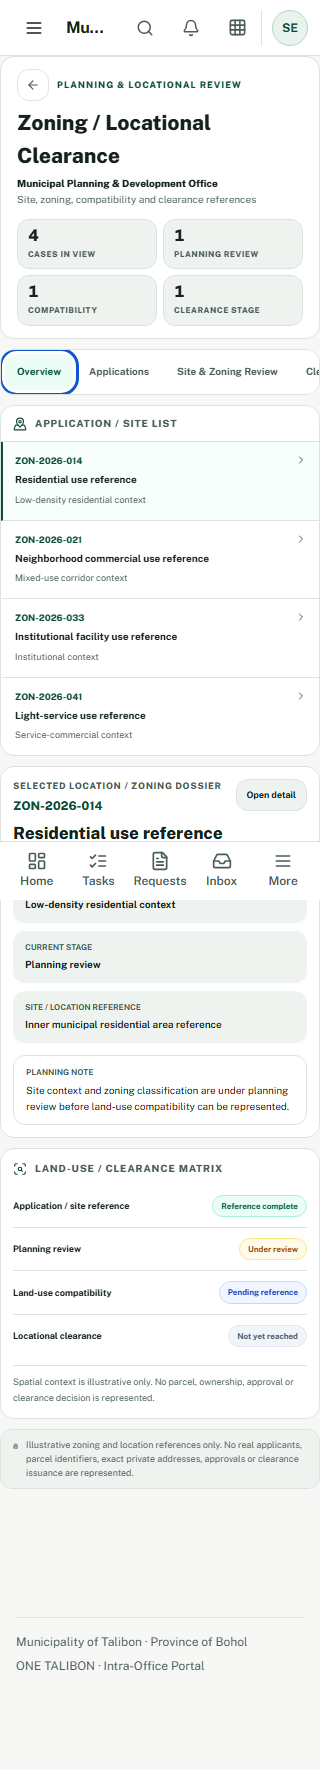 Mu...
SE
PLANNING & LOCATIONAL REVIEW
Zoning / Locational
Clearance
Municipal Planning & Development Office
Site, zoning, compatibility and clearance references
4
CASES IN VIEW
1
PLANNING REVIEW
1
COMPATIBILITY
1
CLEARANCE STAGE
Overview
Applications
Site & Zoning Review
APPLICATION / SITE LIST
ZON-2026-014
Residential use reference
Low-density residential context
ZON-2026-021
Neighborhood commercial use reference
Mixed-use corridor context
ZON-2026-033
Institutional facility use reference
Institutional context
ZON-2026-041
Light-service use reference
Service-commercial context
SELECTED LOCATION / ZONING DOSSIER
Open detail
ZON-2026-014
Residential use reference
Home
Tasks
Requests
Inbox
More
Low-density residential context
CURRENT STAGE
Planning review
SITE / LOCATION REFERENCE
Inner municipal residential area reference
PLANNING NOTE
Site context and zoning classification are under planning
review before land-use compatibility can be represented.
LAND-USE / CLEARANCE MATRIX
Application / site reference
Reference complete
Planning review
Under review
Land-use compatibility
Pending reference
Locational clearance
Not yet reached
Spatial context is illustrative only. No parcel, ownership, approval or
clearance decision is represented.
Illustrative zoning and location references only. No real applicants,
parcel identifiers, exact private addresses, approvals or clearance
issuance are represented.
Municipality of Talibon · Province of Bohol
ONE TALIBON · Intra-Office Portal